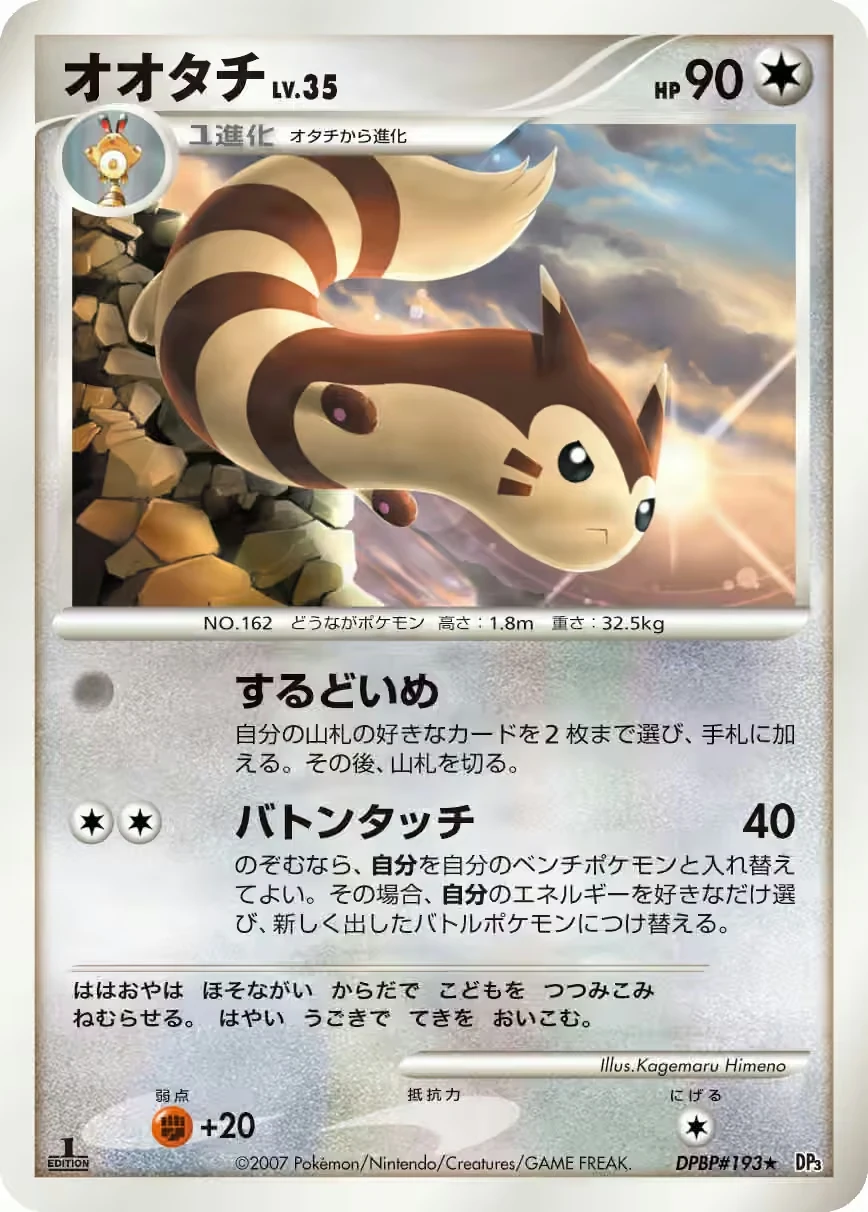 オオタチ LV.35
HP 90
1進化 オタチから進化
NO.162 どうながポケモン 高さ：1.8m 重さ：32.5kg
するどいめ
自分の山札の好きなカードを2枚まで選び、手札に加
える。その後、山札を切る。
バトンタッチ 40
のぞむなら、自分を自分のベンチポケモンと入れ替え
てよい。その場合、自分のエネルギーを好きなだけ選
び、新しく出したバトルポケモンにつけ替える。
ははおやは ほそながい からだで こどもを つつみこみ
ねむらせる。 はやい うごきで てきを おいこむ。
Illus.Kagemaru Himeno
弱点 抵抗力 にげる
+20
1 EDITION
©2007 Pokémon/Nintendo/Creatures/GAME FREAK.
DPBP#193★ DP3